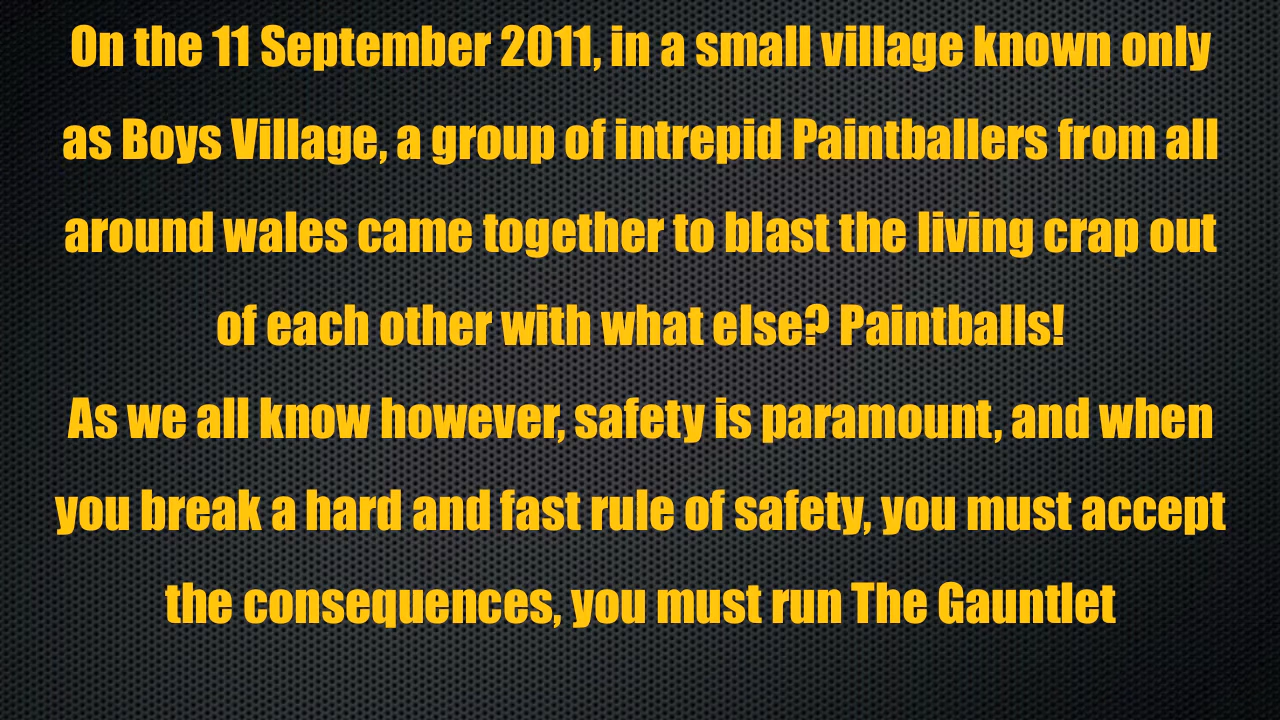 On the 11 September 2011, in a small village known only
as Boys Village, a group of intrepid Paintballers from all
around wales came together to blast the living crap out
of each other with what else? Paintballs!
As we all know however, safety is paramount, and when
you break a hard and fast rule of safety, you must accept
the consequences, you must run The Gauntlet